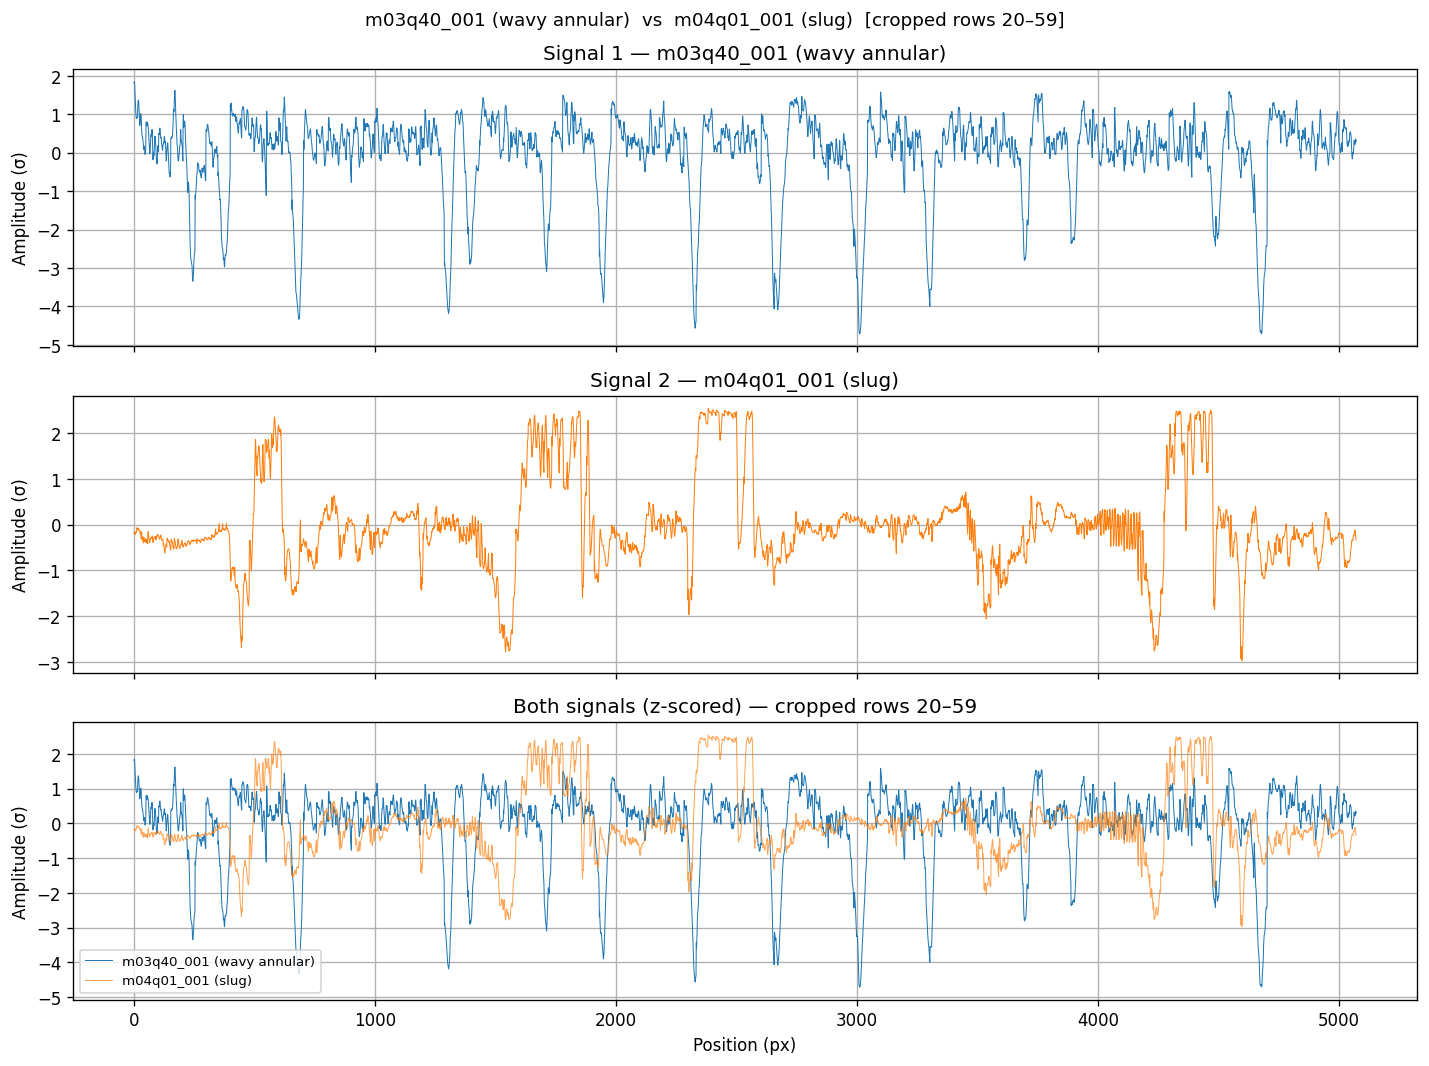 m03q40_001 (wavy annular)  vs  m04q01_001 (slug)  [cropped rows 20–59]
Signal 1 — m03q40_001 (wavy annular)
2
1
0
−1
−2
−3
−4
−5
Amplitude (σ)
Signal 2 — m04q01_001 (slug)
2
1
0
−1
−2
−3
Amplitude (σ)
Both signals (z-scored) — cropped rows 20–59
2
1
0
−1
−2
−3
−4
−5
Amplitude (σ)
m03q40_001 (wavy annular)
m04q01_001 (slug)
0 1000 2000 3000 4000 5000
Position (px)